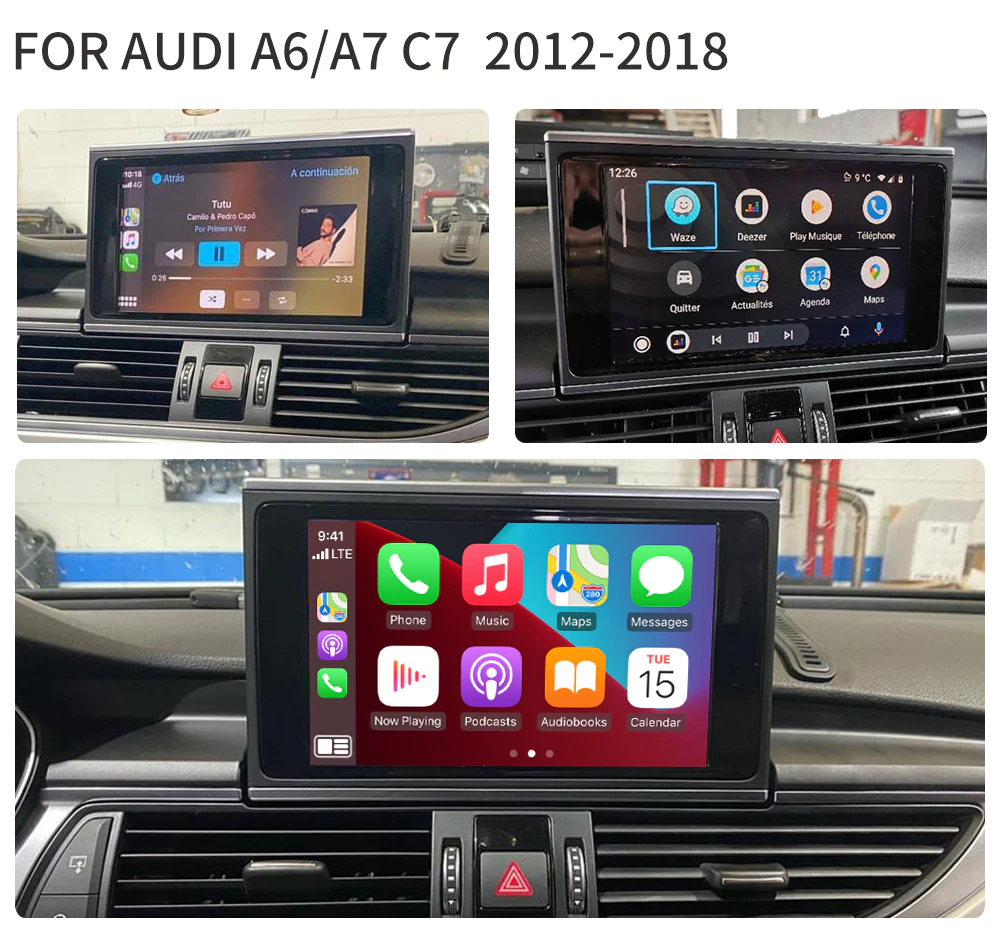 FOR AUDI A6/A7 C7 2012-2018
10:18
4G
Atrás
A continuación
Tutu
Camilo & Pedro Capó
Por Primera Vez
0:26
-2:33
12:26
9 °C
Waze
Deezer
Play Musique
Téléphone
31
Quitter
Actualités
Agenda
Maps
9:41
LTE
280
TUE
15
Phone
Music
Maps
Messages
Now Playing
Podcasts
Audiobooks
Calendar